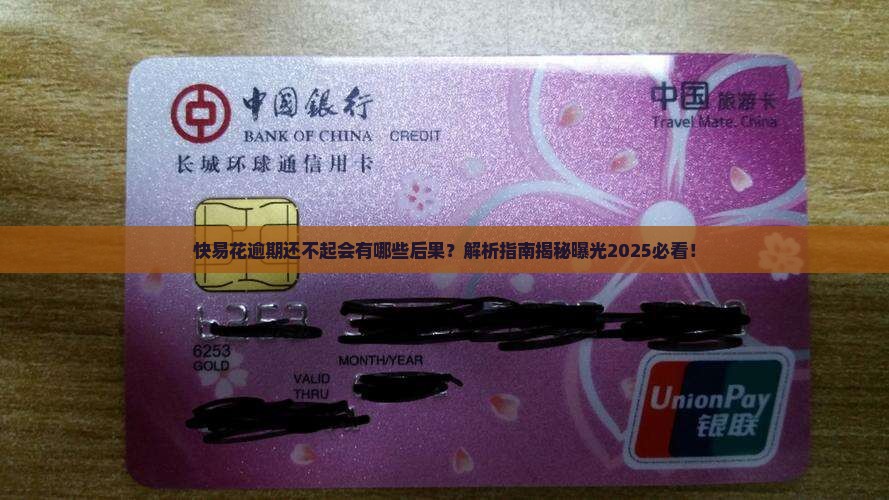 中国银行
BANK OF CHINA CREDIT
长城环球通信用卡
中国 旅游卡
Travel Mate. China
快易花逾期还不起会有哪些后果？解析指南揭秘曝光2025必看！
6253
6253
GOLD
MONTH/YEAR
VALID
THRU
UnionPay
银联